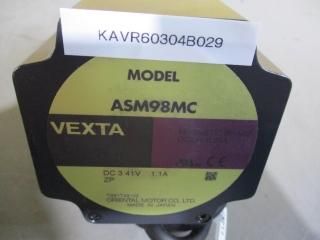 KAVR60304B029
MODEL
ASM98MC
VEXTA
DC 3.41V 1.1A
ZP
ORIENTAL MOTOR CO.,LTD.
MADE IN JAPAN